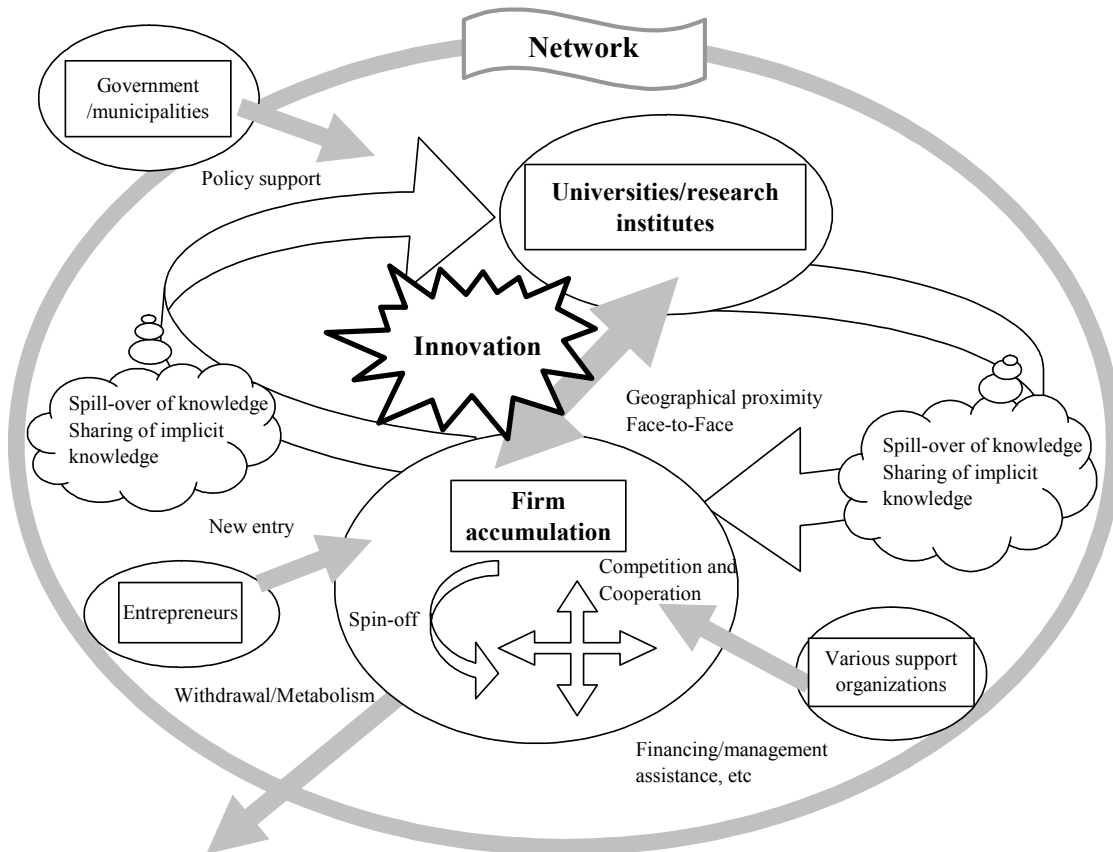 Network
Government
/municipalities
Policy support
Universities/research
institutes
Innovation
Geographical proximity
Face-to-Face
Spill-over of knowledge
Sharing of implicit
knowledge
Spill-over of knowledge
Sharing of implicit
knowledge
New entry
Firm
accumulation
Competition and
Cooperation
Entrepreneurs
Spin-off
Various support
organizations
Withdrawal/Metabolism
Financing/management
assistance, etc